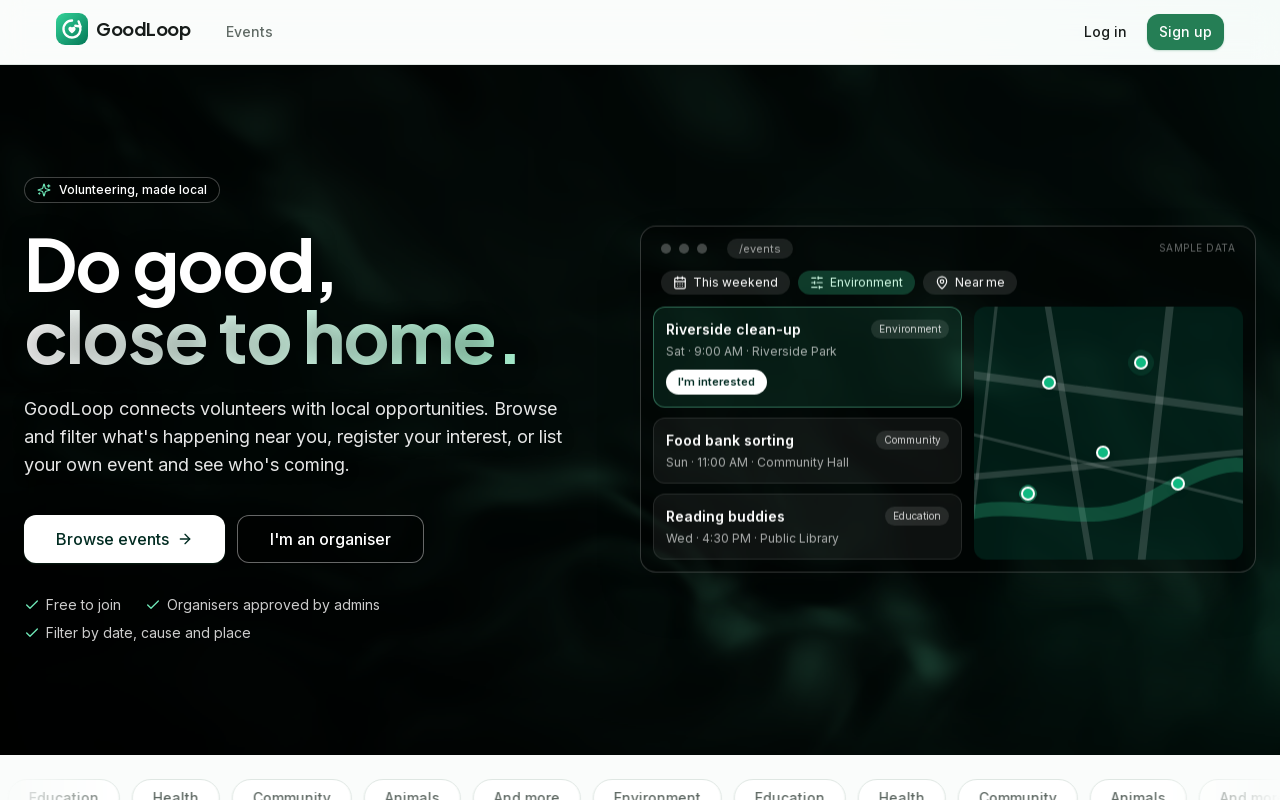 GoodLoop
Events
Log in
Sign up
Volunteering, made local
Do good,
close to home.
GoodLoop connects volunteers with local opportunities. Browse
and filter what's happening near you, register your interest, or list
your own event and see who's coming.
Browse events
I'm an organiser
Free to join
Organisers approved by admins
Filter by date, cause and place
/events
SAMPLE DATA
This weekend
Environment
Near me
Riverside clean-up
Environment
Sat · 9:00 AM · Riverside Park
I'm interested
Food bank sorting
Community
Sun · 11:00 AM · Community Hall
Reading buddies
Education
Wed · 4:30 PM · Public Library
Education
Health
Community
Animals
And more
Environment
Education
Health
Community
Animals
And more